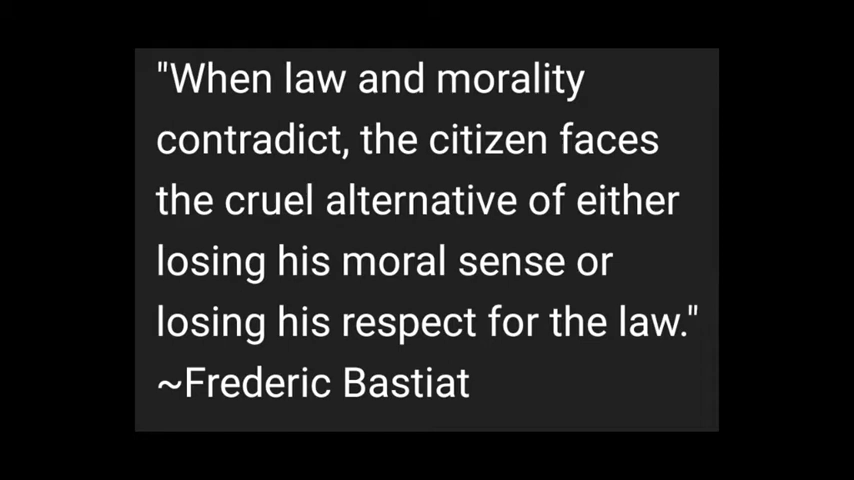 "When law and morality
contradict, the citizen faces
the cruel alternative of either
losing his moral sense or
losing his respect for the law."
~Frederic Bastiat